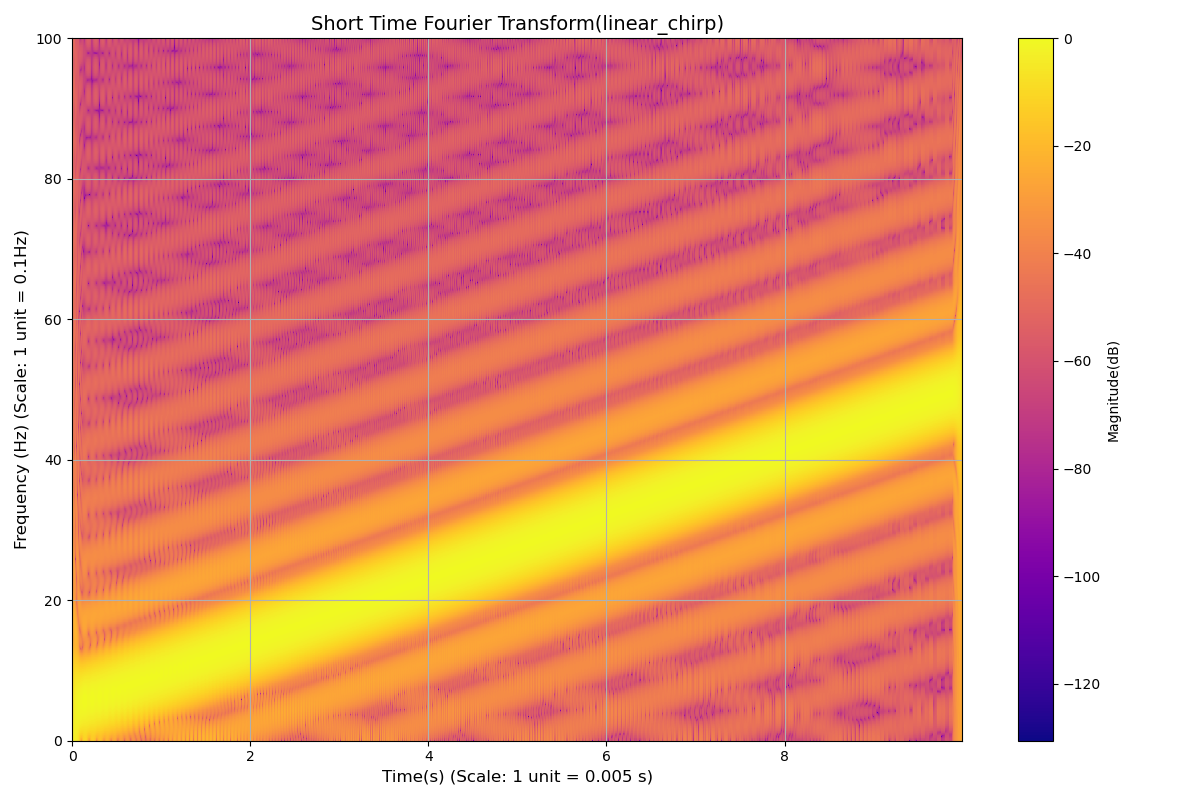 Short Time Fourier Transform(linear_chirp)
100
80
60
40
20
0
Frequency (Hz) (Scale: 1 unit = 0.1Hz)
0 2 4 6 8
Time(s) (Scale: 1 unit = 0.005 s)
0
−20
−40
−60
−80
−100
−120
Magnitude(dB)